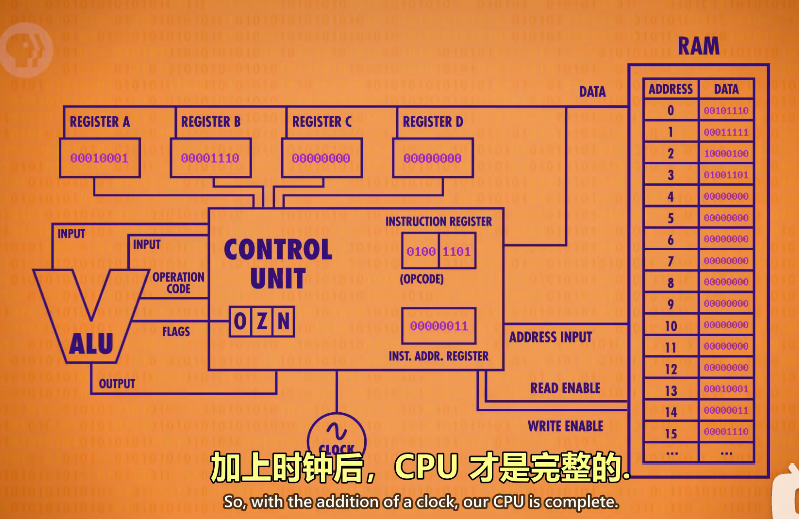 PBS
RAM
DATA
ADDRESS DATA
REGISTER A
REGISTER B
REGISTER C
REGISTER D
00010001
00001110
00000000
00000000
0 00101110
1 00011111
2 10000100
3 01001101
4 00000000
5 00000000
6 00000000
7 00000000
8 00000000
9 00000000
10 00000000
11 00000000
12 00000000
13 00010001
14 00000011
15 00001110
... ...
INPUT
INPUT
CONTROL
UNIT
INSTRUCTION REGISTER
0100 1101
(OPCODE)
OPERATION
CODE
O Z N
FLAGS
00000011
INST. ADDR. REGISTER
ALU
OUTPUT
ADDRESS INPUT
READ ENABLE
WRITE ENABLE
CLOCK
加上时钟后，CPU 才是完整的.
So, with the addition of a clock, our CPU is complete.